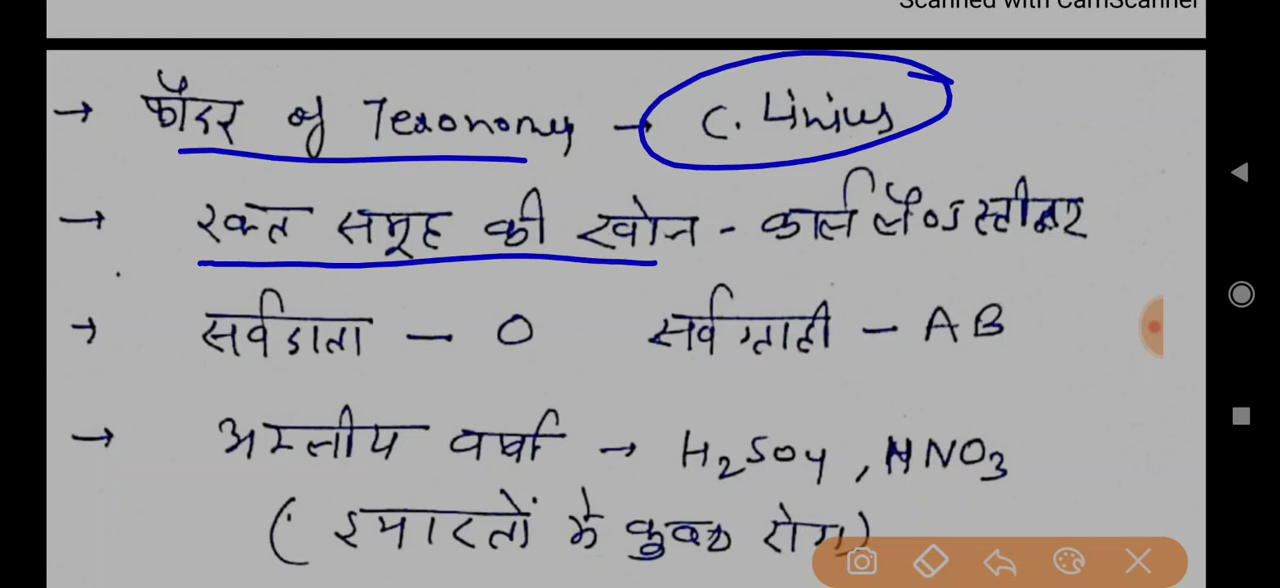 Scanned with CamScanner
→ फॉदर of Texonomy → C. Linius
→ रक्त समूह की खोज - कार्ल लैण्ड स्टीनर
→ सर्वदाता - O सर्वग्राही - AB
→ अम्लीय वर्षा → H₂SO₄, HNO₃
( इमारतों में कुष्ठ रोग)